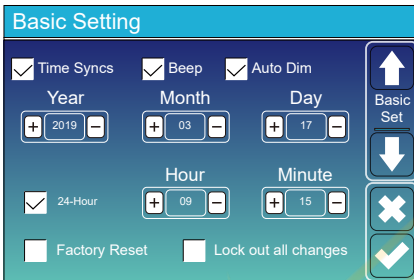 Basic Setting
Time Syncs Beep Auto Dim
Year Month Day
+ 2019 − + 03 − + 17 −
Basic
Set
Hour Minute
24-Hour + 09 − + 15 −
Factory Reset Lock out all changes